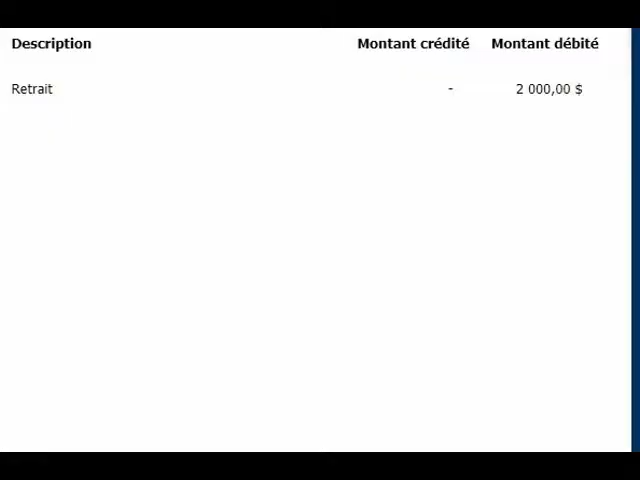 Description Montant crédité Montant débité
Retrait - 2 000,00 $